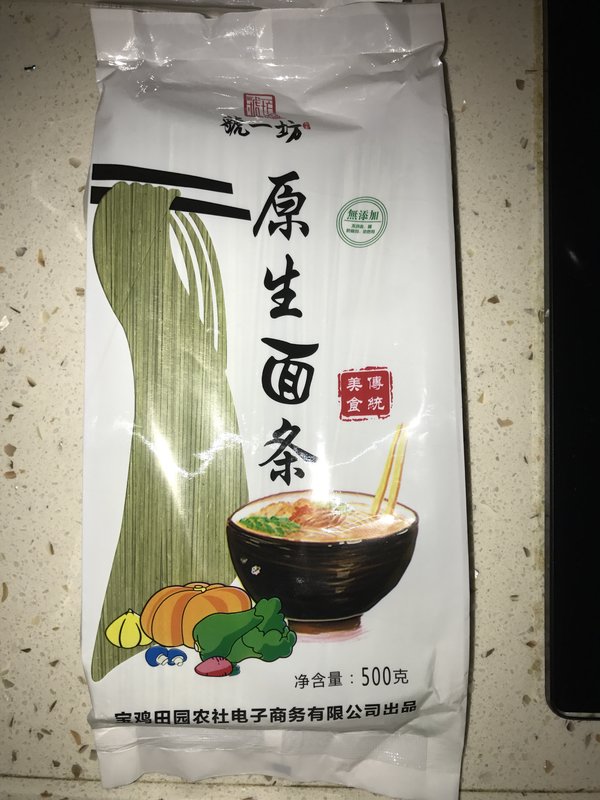 虢一坊
原生面条
無添加
傳統
美食
净含量：500克
宝鸡田园农社电子商务有限公司出品